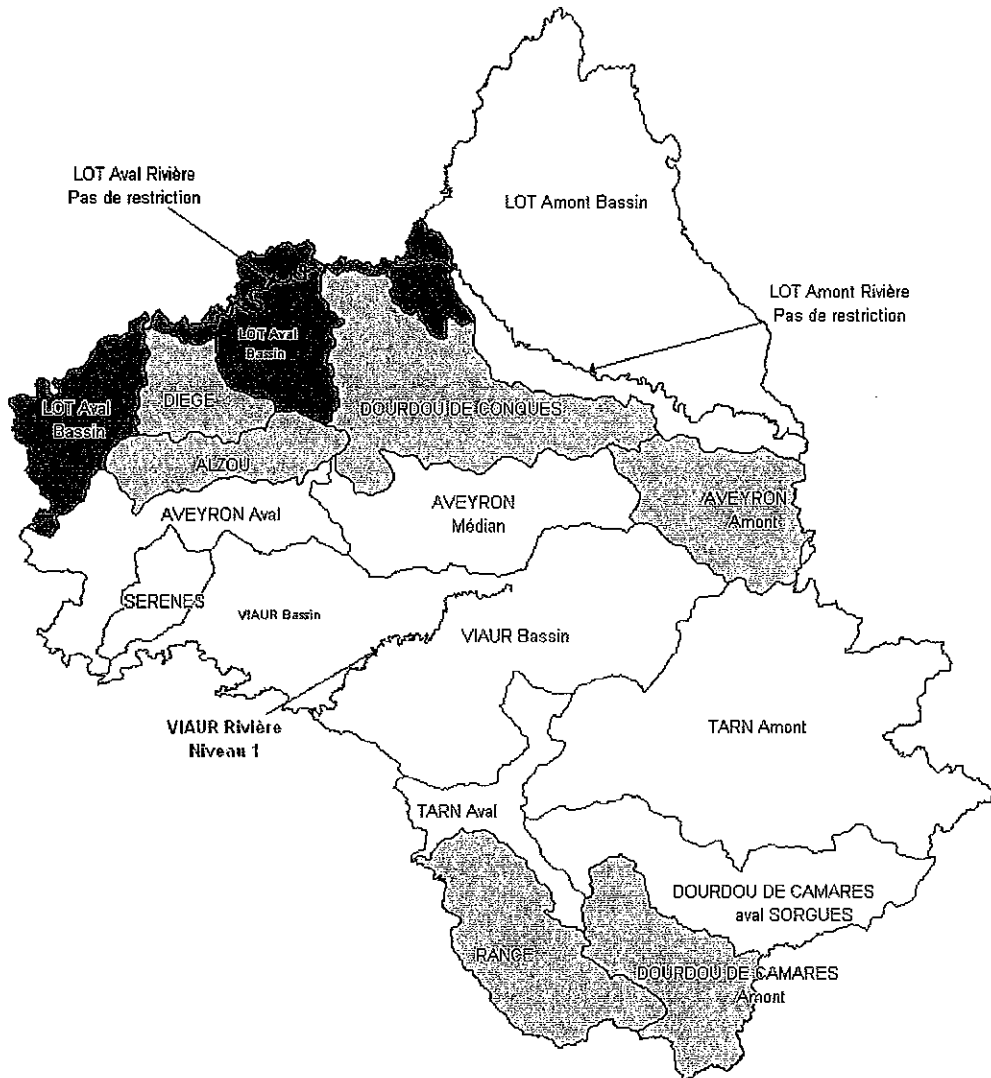 LOT Aval Rivière
Pas de restriction
LOT Amont Bassin
LOT Amont Rivière
Pas de restriction
LOT Aval
Bassin
LOT Aval
Bassin
DIEGE
DOURDOU DE CONQUES
ALZOU
AVEYRON Aval
AVEYRON
Médian
AVEYRON
Amont
SERENES
VIAUR Bassin
VIAUR Bassin
VIAUR Rivière
Niveau 1
TARN Amont
TARN Aval
DOURDOU DE CAMARES
aval SORGUES
RANCE
DOURDOU DE CAMARES
Amont